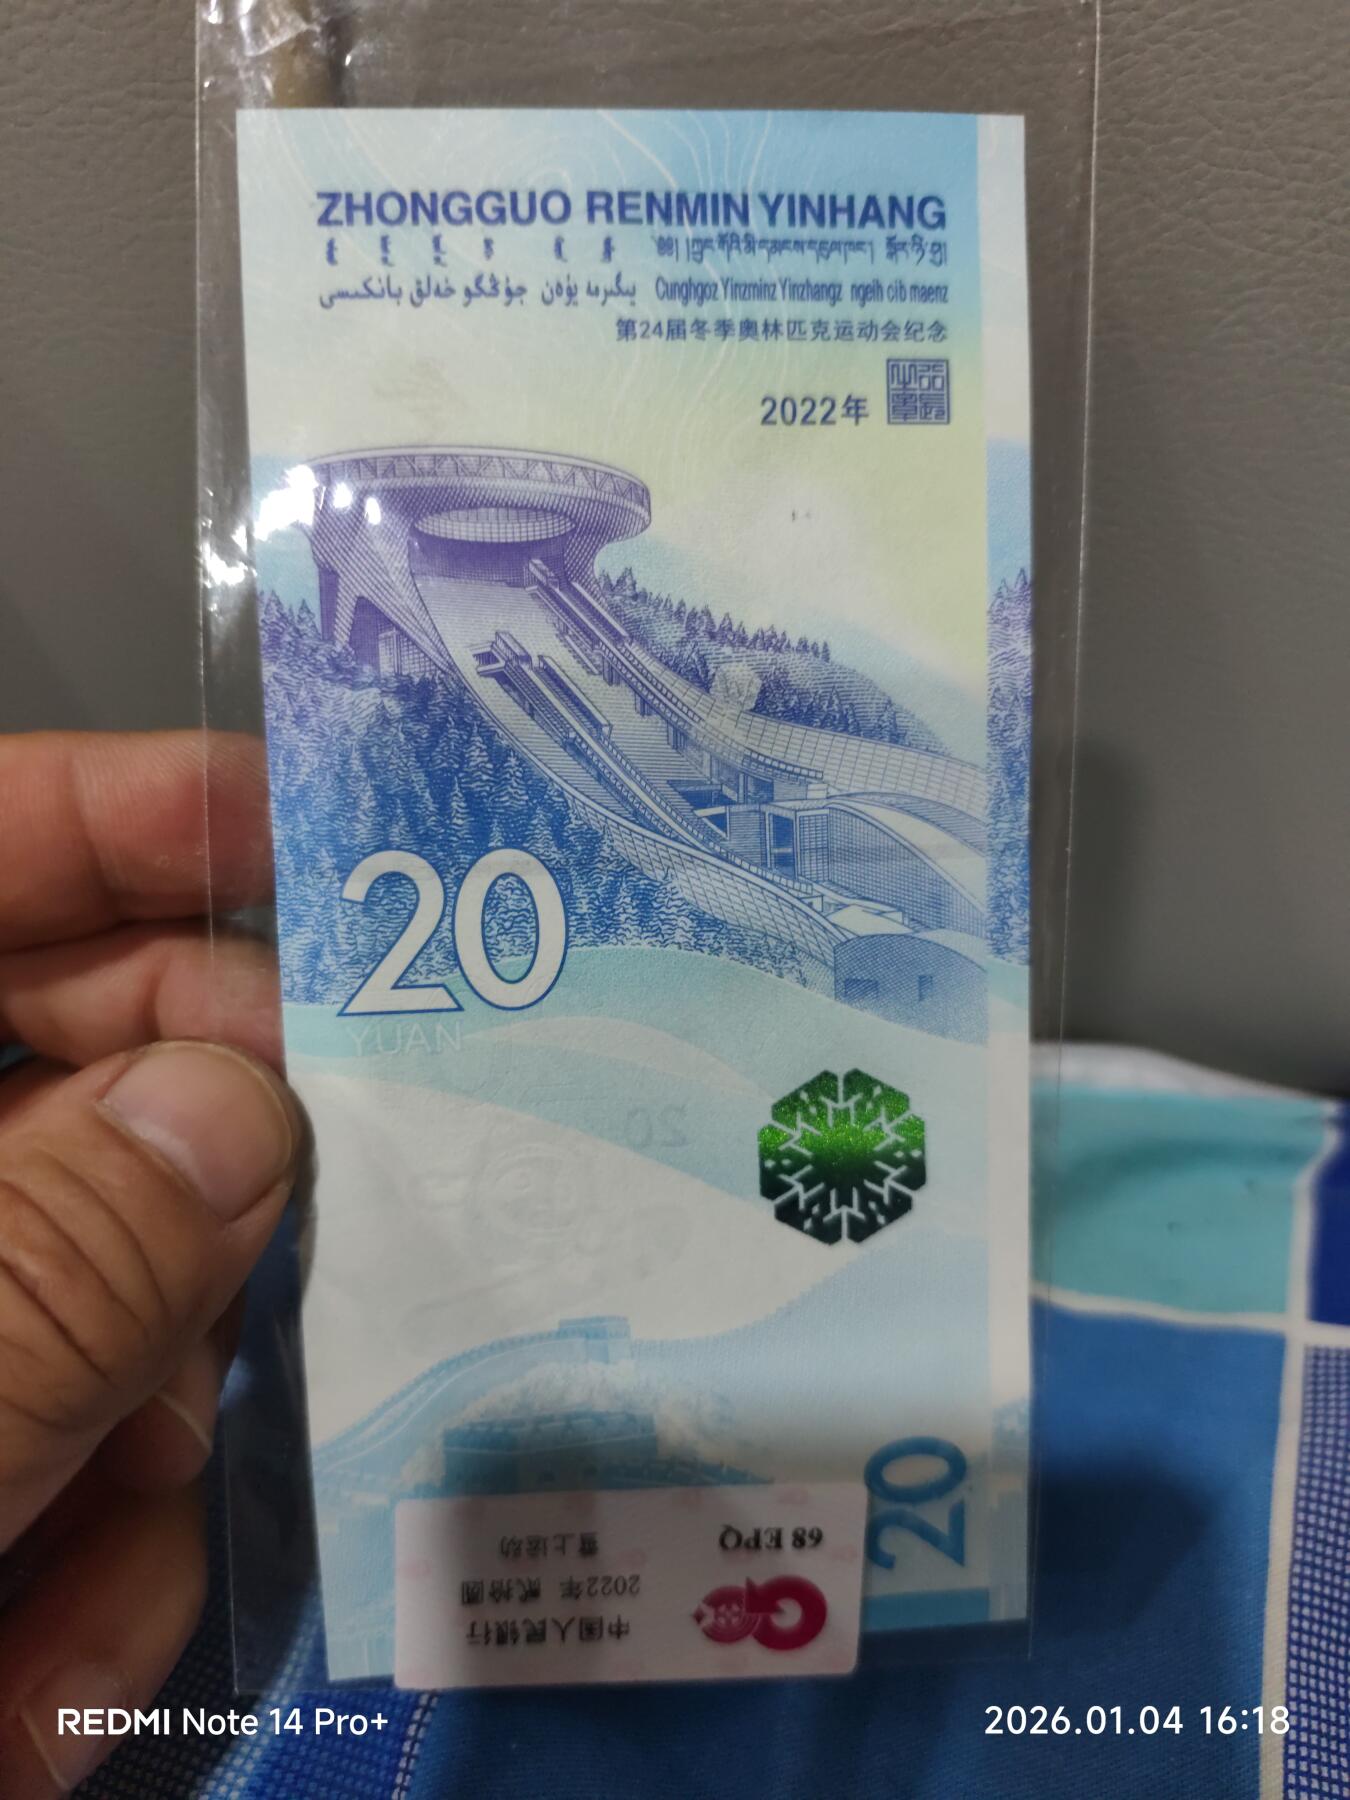 ZHONGGUO RENMIN YINHANG
يىگىرمە يۈەن جۇڭگو خەلق بانكىسى Cunghgoz Yinzminz Yinzhangz ngeih cib maenz
第24届冬季奥林匹克运动会纪念
2022年
20
YUAN
20
20
中国人民银行
2022年 贰拾圆
雪上运动
68 EPQ
REDMI Note 14 Pro+
2026.01.04 16:18